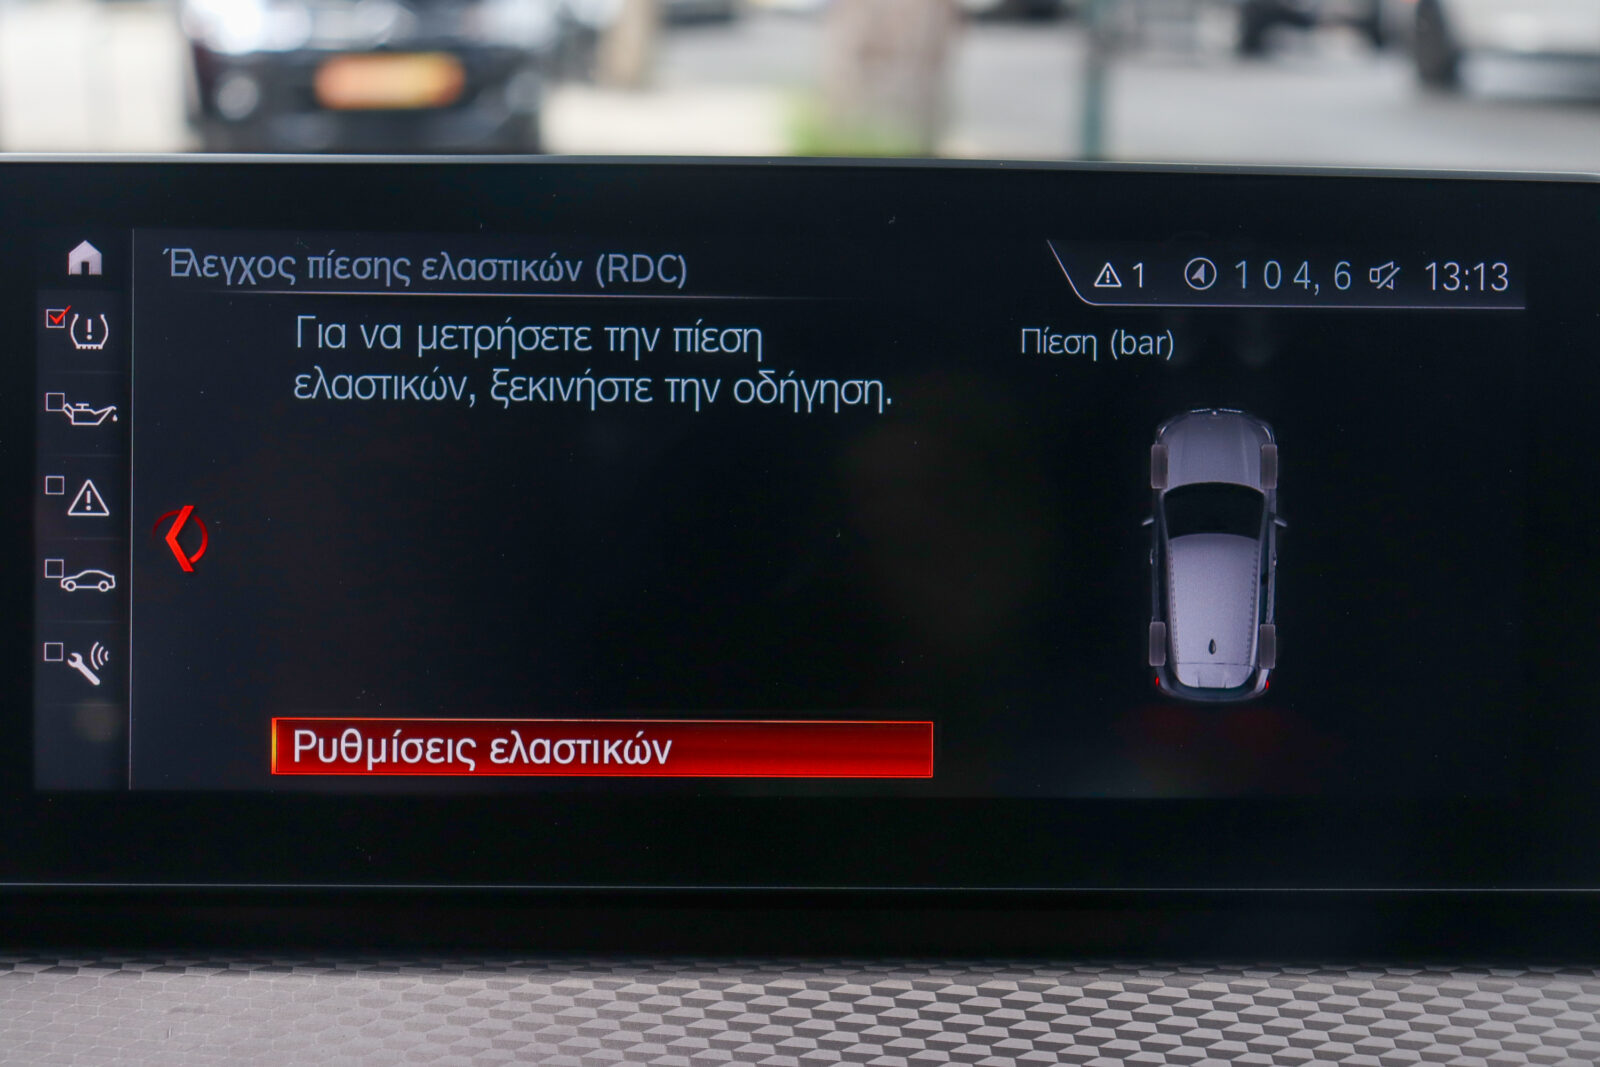 Έλεγχος πίεσης ελαστικών (RDC)
1 104,6 13:13
Για να μετρήσετε την πίεση
ελαστικών, ξεκινήστε την οδήγηση.
Πίεση (bar)
Ρυθμίσεις ελαστικών